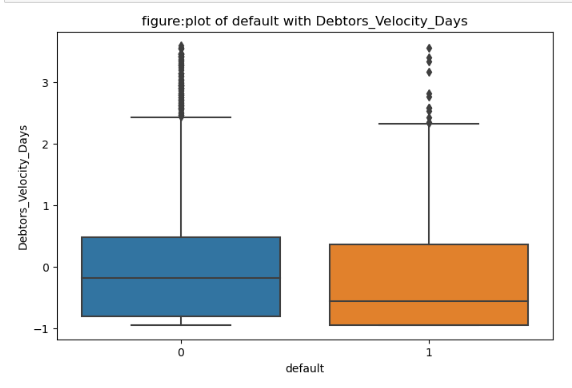 figure:plot of default with Debtors_Velocity_Days
Debtors_Velocity_Days
3
2
1
0
−1
0
1
default